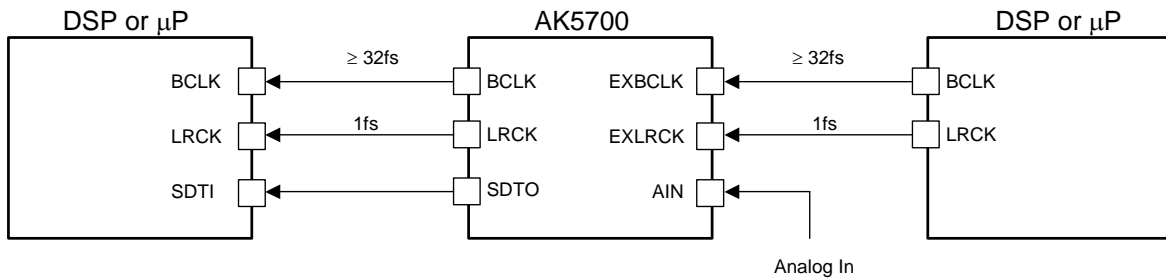 DSP or μP
AK5700
DSP or μP
BCLK
≥ 32fs
BCLK
EXBCLK
≥ 32fs
BCLK
LRCK
1fs
LRCK
EXLRCK
1fs
LRCK
SDTI
SDTO
AIN
Analog In